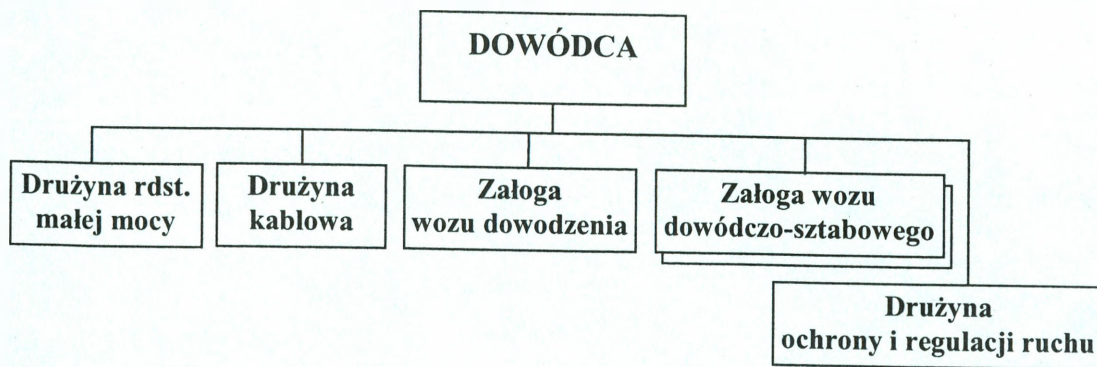 DOWÓDCA
Drużyna rdst.
małej mocy
Drużyna
kablowa
Załoga
wozu dowodzenia
Załoga wozu
dowódczo-sztabowego
Drużyna
ochrony i regulacji ruchu